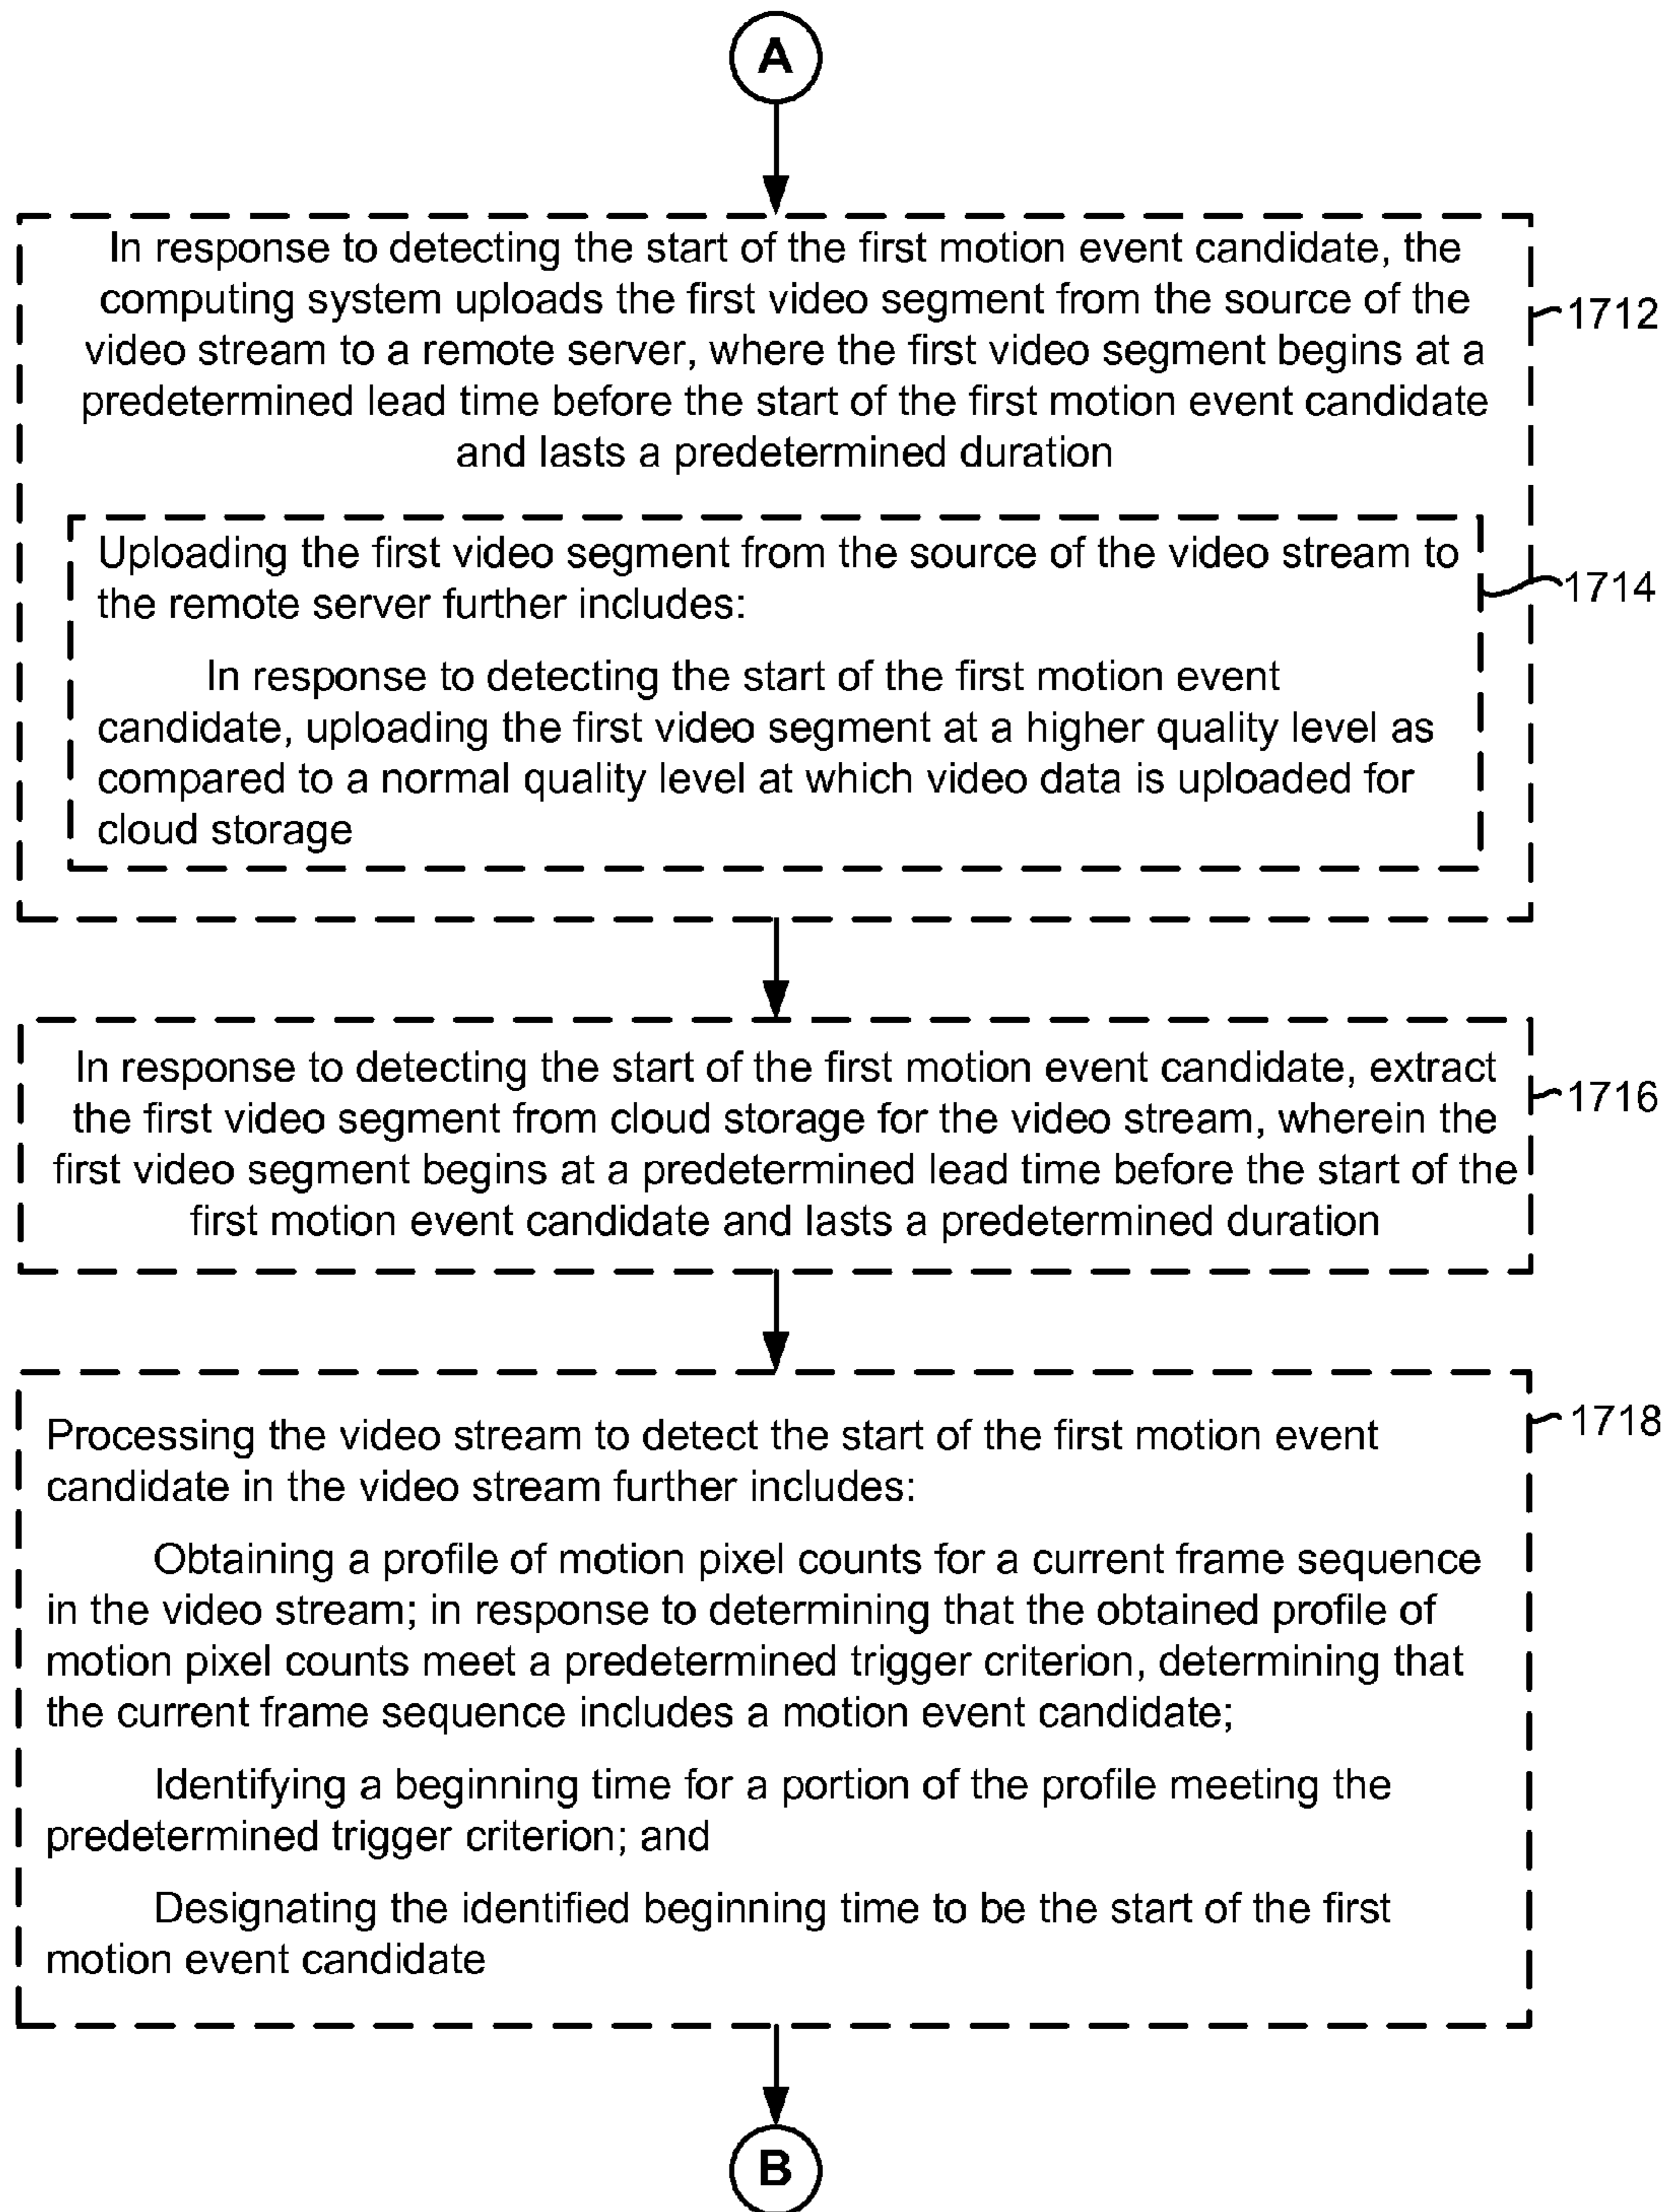 A
In response to detecting the start of the first motion event candidate, the
computing system uploads the first video segment from the source of the
video stream to a remote server, where the first video segment begins at a
predetermined lead time before the start of the first motion event candidate
and lasts a predetermined duration
1712
Uploading the first video segment from the source of the video stream to
the remote server further includes:
In response to detecting the start of the first motion event
candidate, uploading the first video segment at a higher quality level as
compared to a normal quality level at which video data is uploaded for
cloud storage
1714
In response to detecting the start of the first motion event candidate, extract
the first video segment from cloud storage for the video stream, wherein the
first video segment begins at a predetermined lead time before the start of the
first motion event candidate and lasts a predetermined duration
1716
Processing the video stream to detect the start of the first motion event
candidate in the video stream further includes:
Obtaining a profile of motion pixel counts for a current frame sequence
in the video stream; in response to determining that the obtained profile of
motion pixel counts meet a predetermined trigger criterion, determining that
the current frame sequence includes a motion event candidate;
Identifying a beginning time for a portion of the profile meeting the
predetermined trigger criterion; and
Designating the identified beginning time to be the start of the first
motion event candidate
1718
B